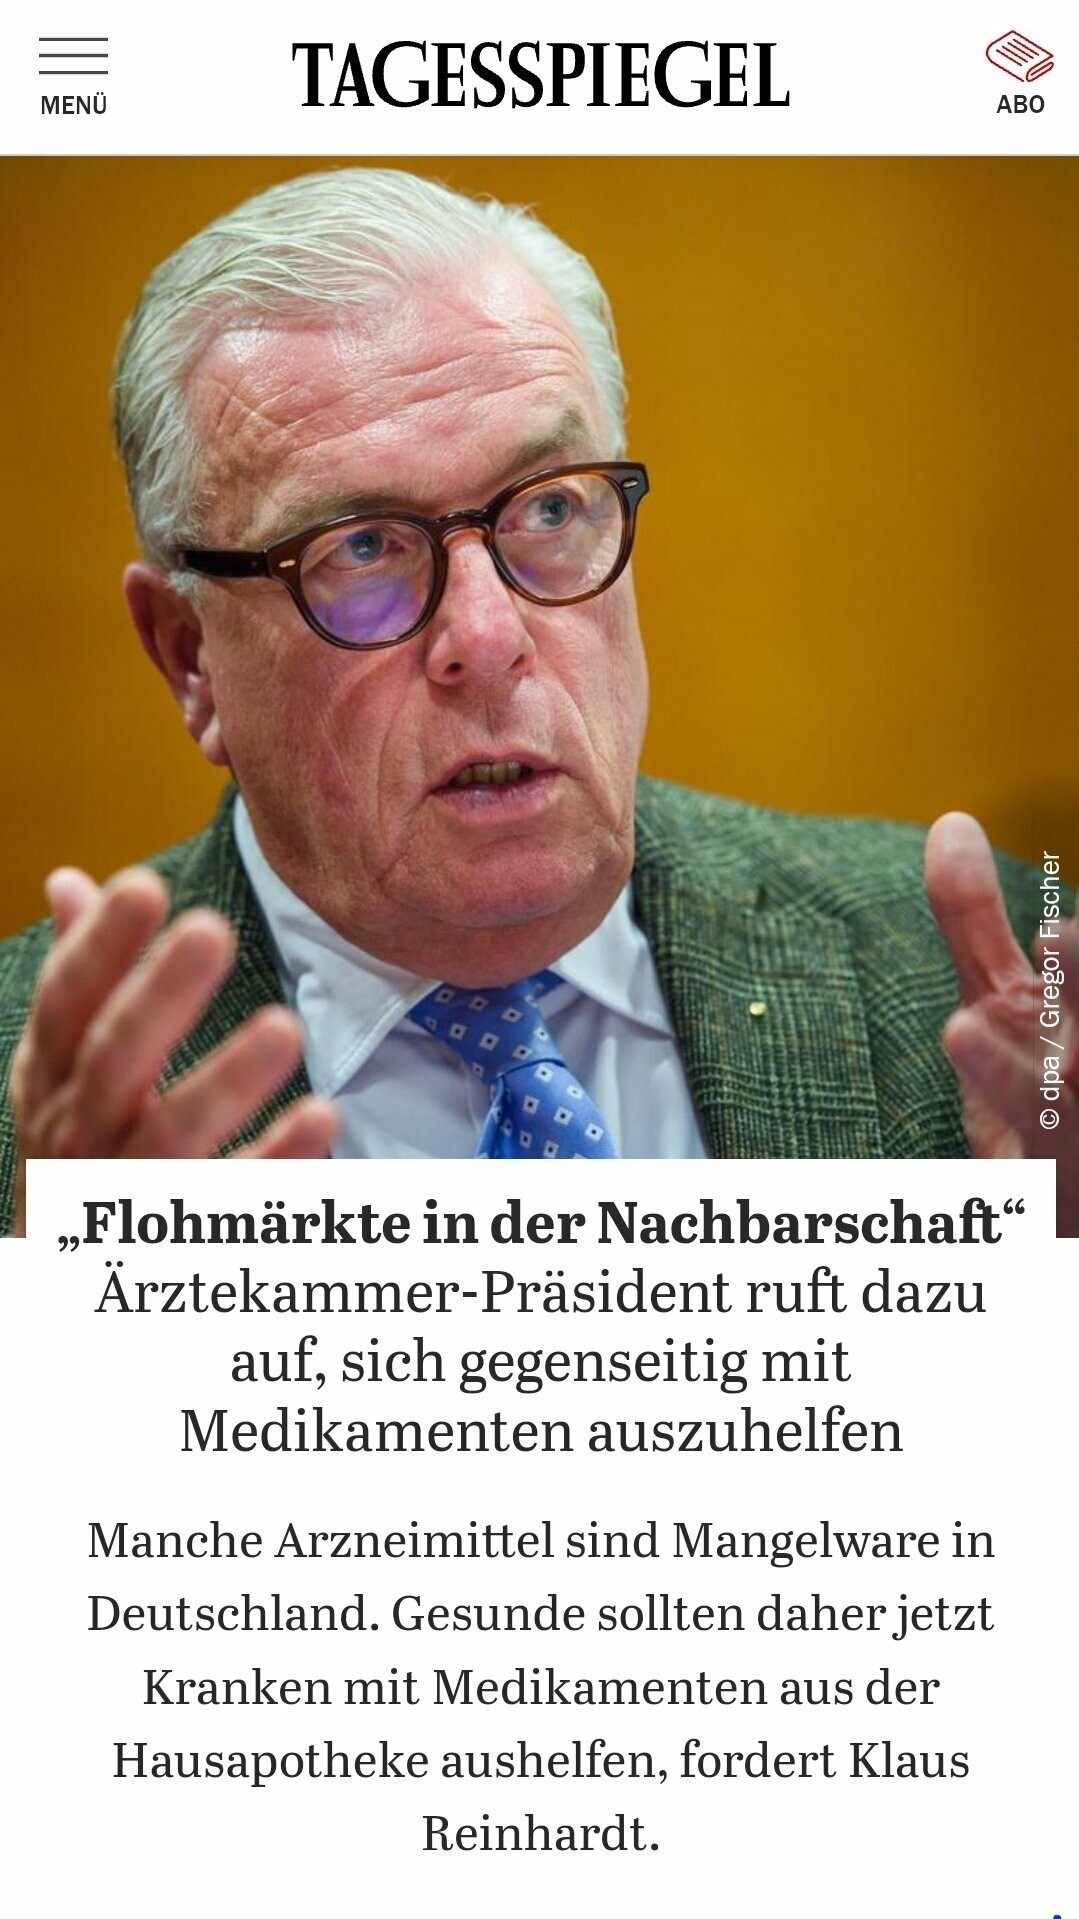 MENÜ
TAGESSPIEGEL
ABO
© dpa / Gregor Fischer
„Flohmärkte in der Nachbarschaft“
Ärztekammer-Präsident ruft dazu
auf, sich gegenseitig mit
Medikamenten auszuhelfen
Manche Arzneimittel sind Mangelware in
Deutschland. Gesunde sollten daher jetzt
Kranken mit Medikamenten aus der
Hausapotheke aushelfen, fordert Klaus
Reinhardt.